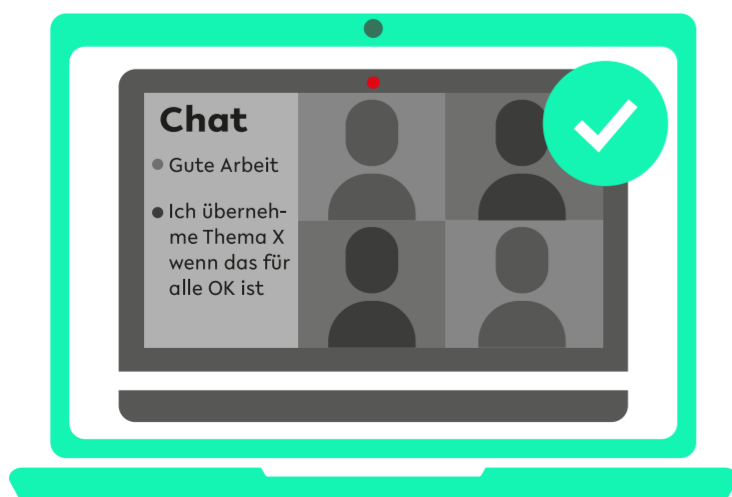 Chat
Gute Arbeit
Ich überneh-
me Thema X
wenn das für
alle OK ist